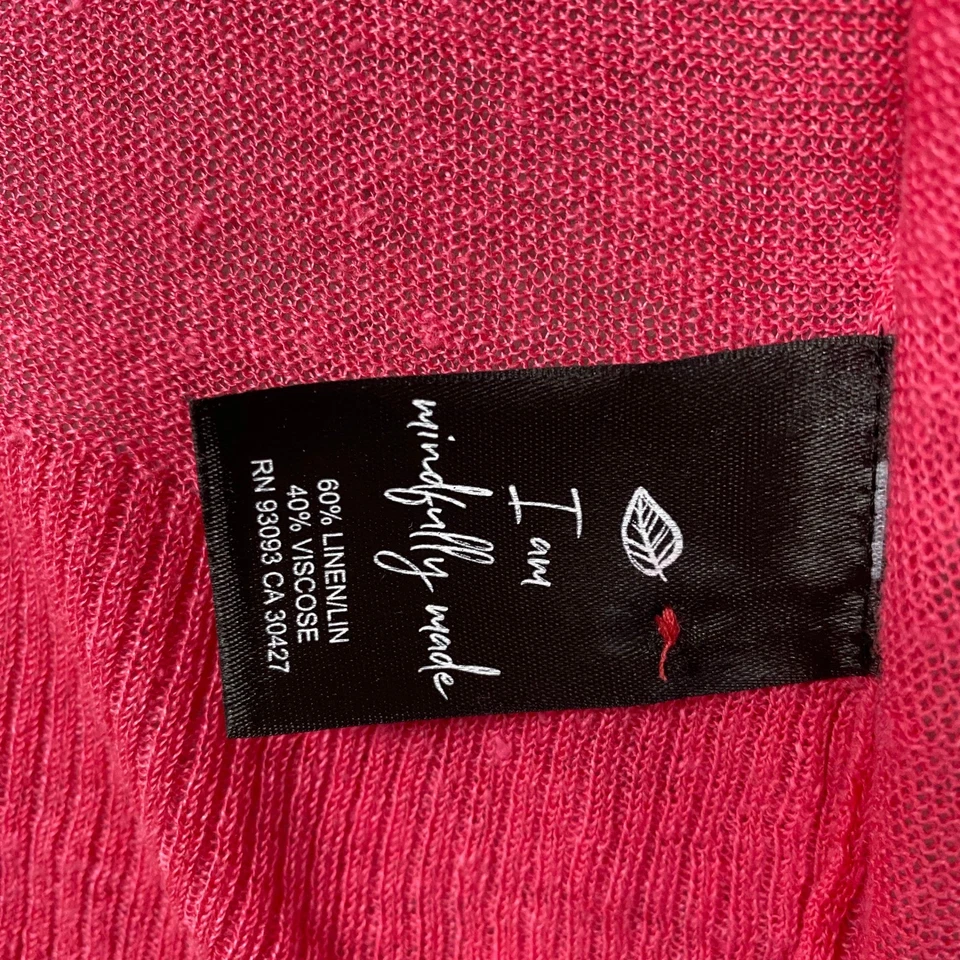 I am
mindfully made
60% LINEN/LIN
40% VISCOSE
RN 93093 CA 30427